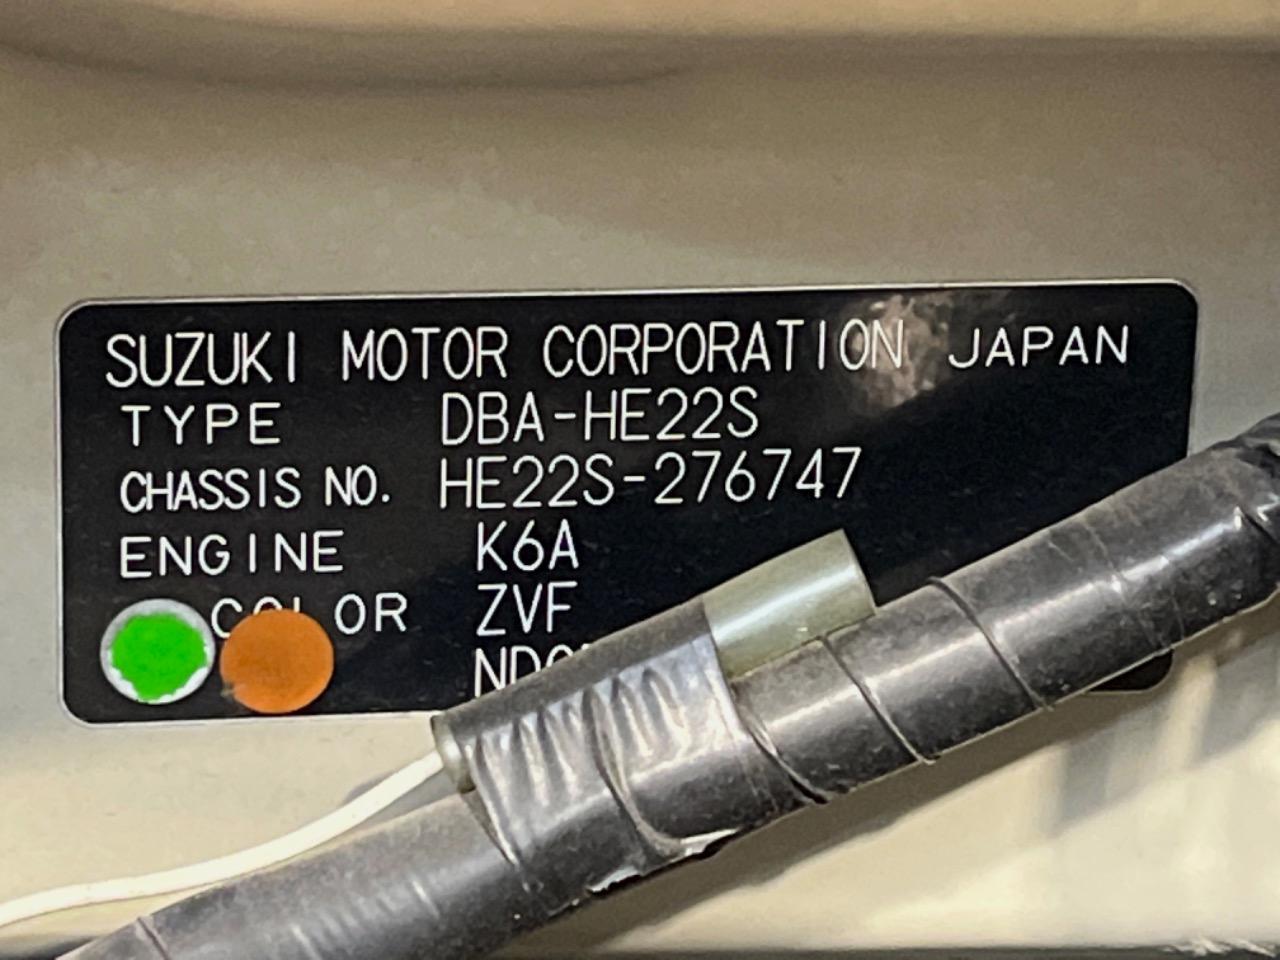 SUZUKI MOTOR CORPORATION JAPAN
TYPE DBA-HE22S
CHASSIS NO. HE22S-276747
ENGINE K6A
COLOR ZVF